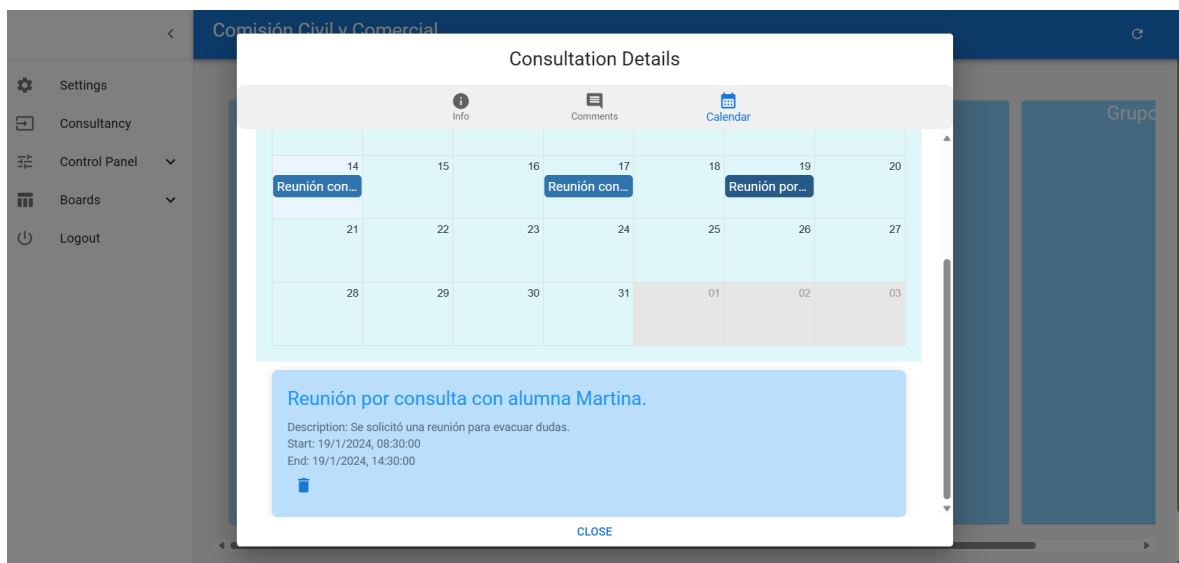 Comisión Civil y Comercial
Settings
Consultancy
Control Panel
Boards
Logout
Grupo
Consultation Details
Info
Comments
Calendar
14 15 16 17 18 19 20
Reunión con... Reunión con... Reunión por...
21 22 23 24 25 26 27
28 29 30 31 01 02 03
Reunión por consulta con alumna Martina.
Description: Se solicitó una reunión para evacuar dudas.
Start: 19/1/2024, 08:30:00
End: 19/1/2024, 14:30:00
CLOSE